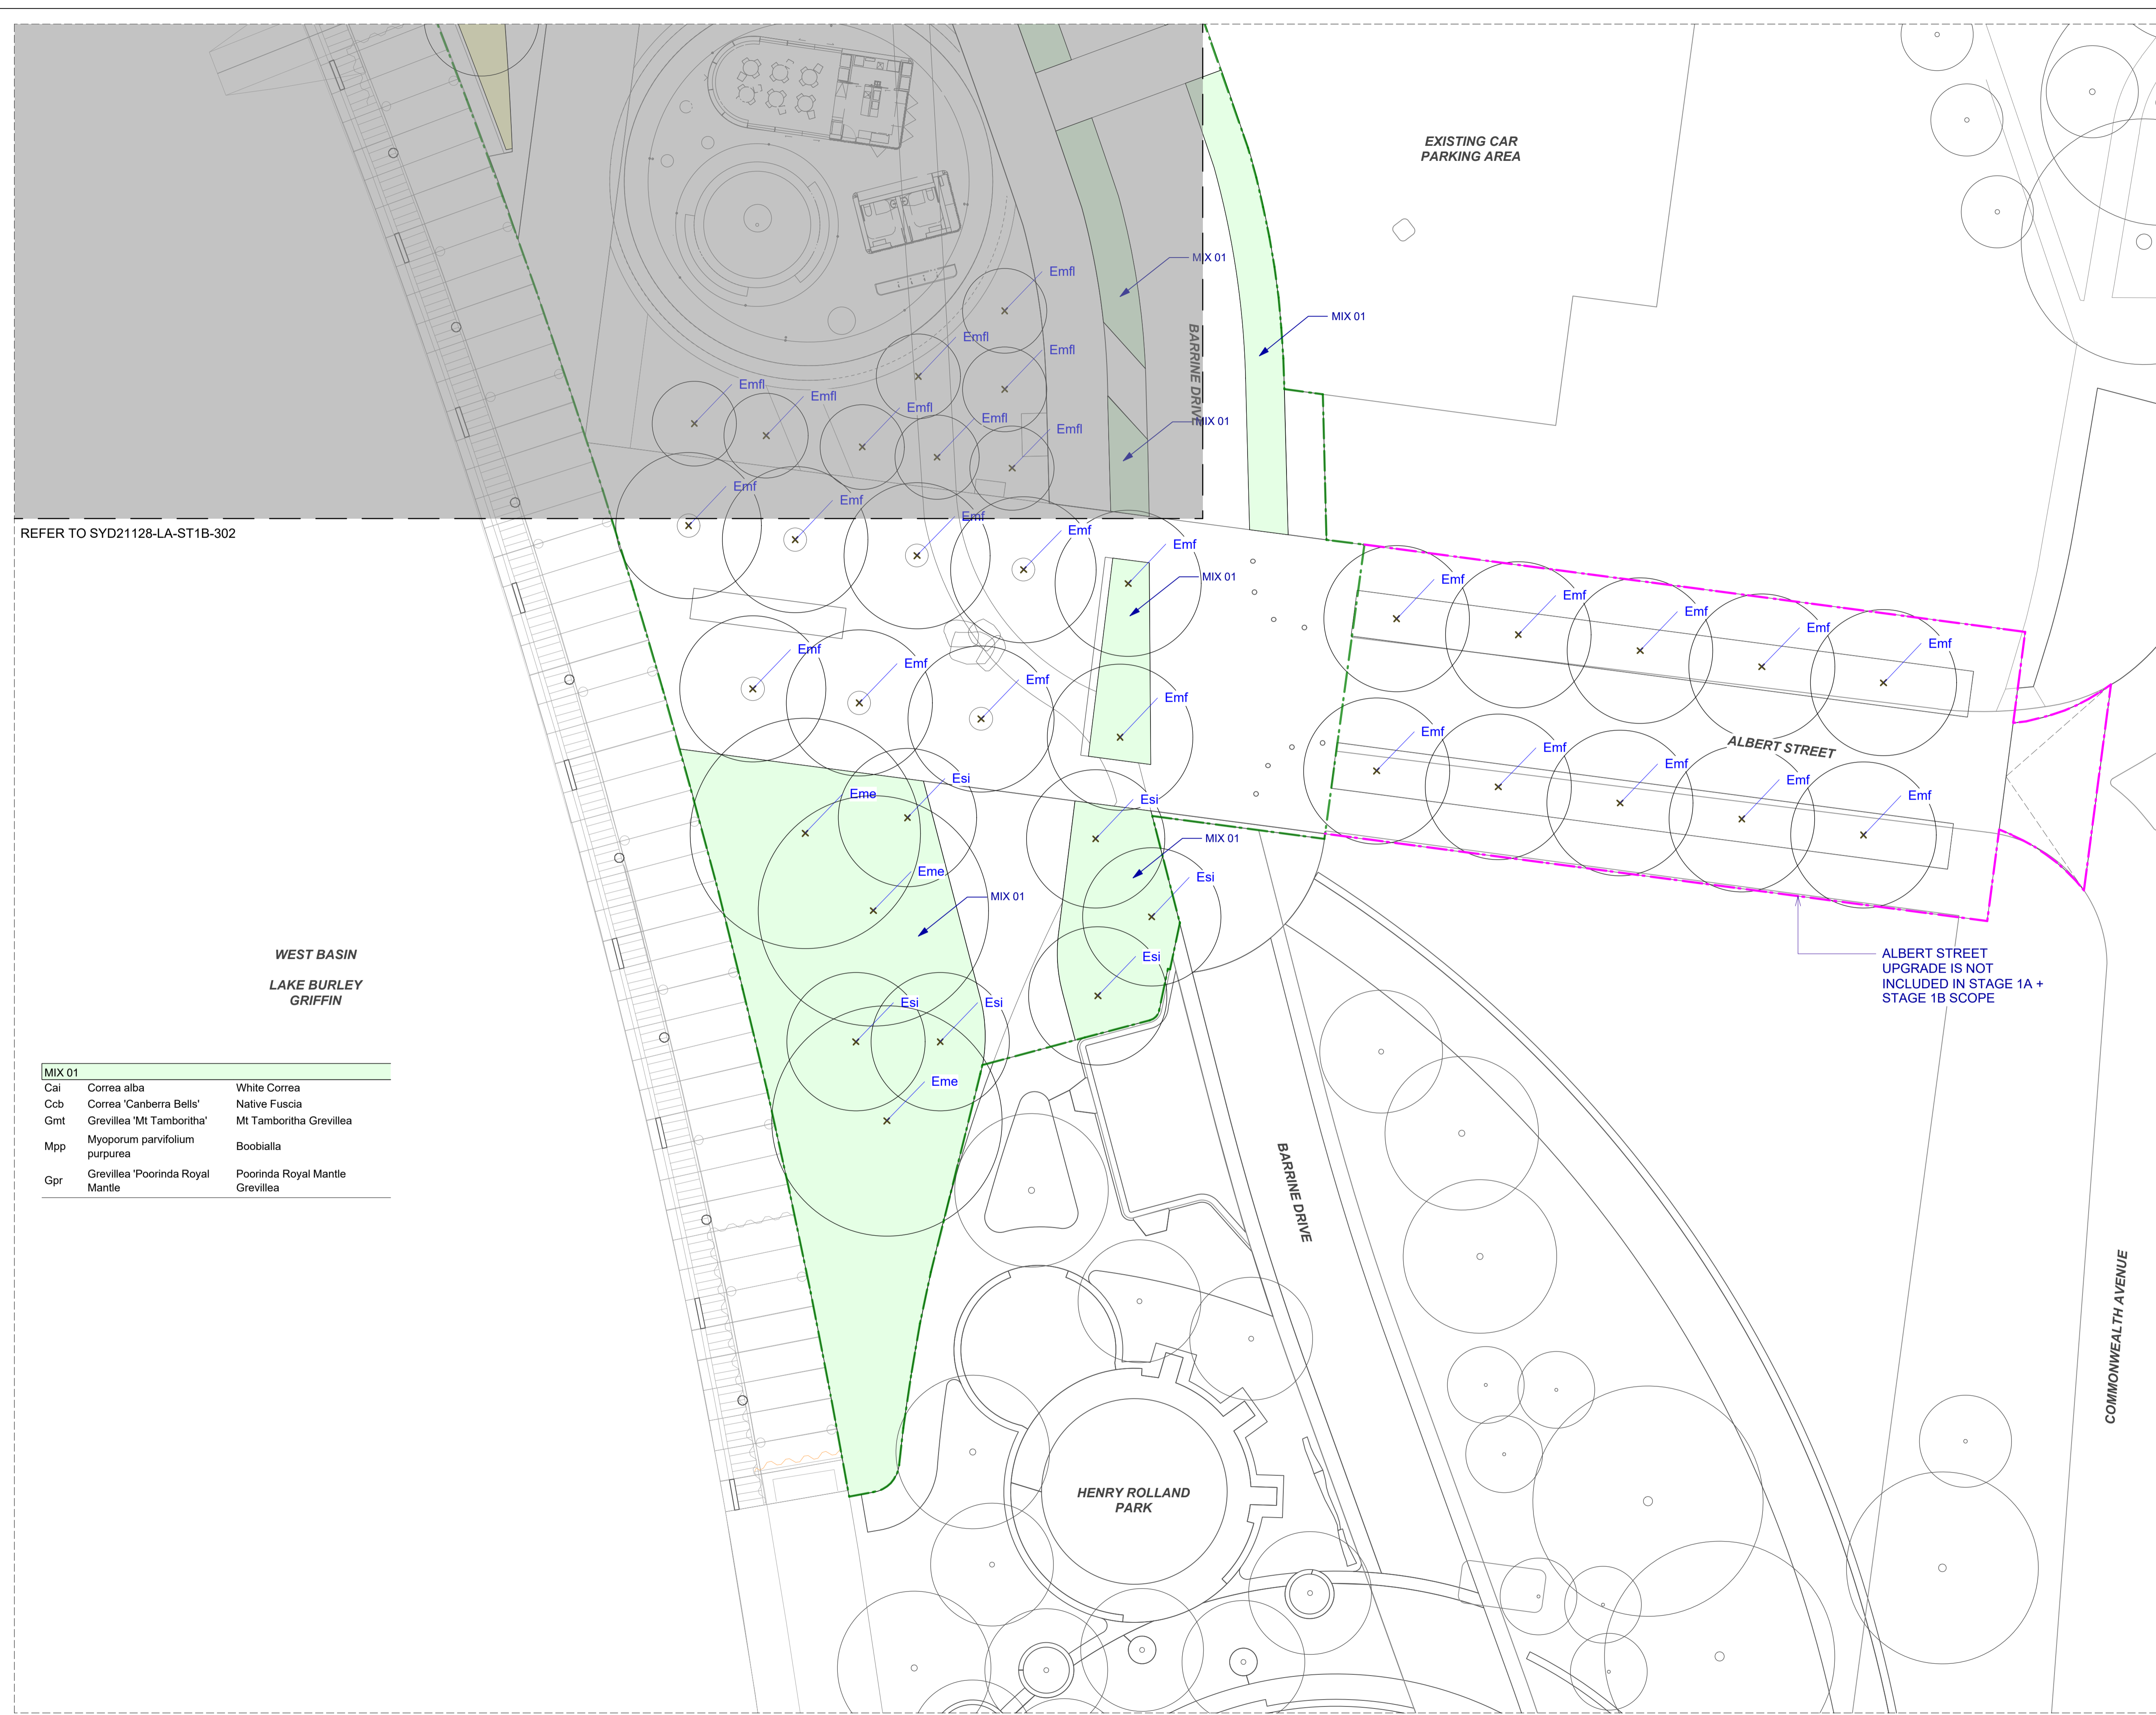 EXISTING CAR
PARKING AREA
MIX 01
Emfl
MIX 01
BARRINE DRIVE
Emfl
Emfl
Emfl
Emfl
Emfl
Emfl
MIX 01
Emfl
Emf
Emf
Emf
REFER TO SYD21128-LA-ST1B-302
Emf
Emf
MIX 01
Emf
Emf
Emf
Emf
Emf
Emf
Emf
Emf
Emf
Emf
Emf
ALBERT STREET
Emf
Emf
Emf
Esi
Eme
Esi
Emf
MIX 01
Eme
Esi
MIX 01
WEST BASIN
LAKE BURLEY
GRIFFIN
Esi
ALBERT STREET
UPGRADE IS NOT
INCLUDED IN STAGE 1A +
STAGE 1B SCOPE
Esi
Esi
Eme
MIX 01
Cai Correa alba White Correa
Ccb Correa 'Canberra Bells' Native Fuscia
Gmt Grevillea 'Mt Tamboritha' Mt Tamboritha Grevillea
Mpp Myoporum parvifolium purpurea Boobialla
Gpr Grevillea 'Poorinda Royal Mantle Poorinda Royal Mantle Grevillea
BARRINE DRIVE
COMMONWEALTH AVENUE
HENRY ROLLAND
PARK